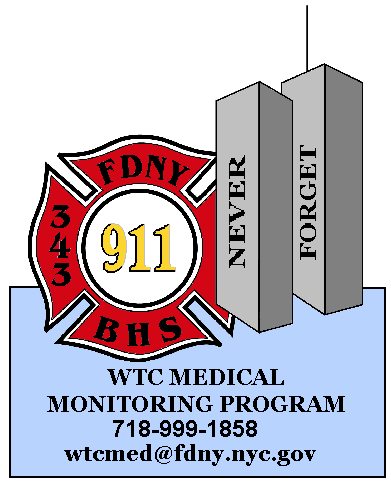 FDNY
343
911
BHS
NEVER
FORGET
WTC MEDICAL
MONITORING PROGRAM
718-999-1858
wtcmed@fdny.nyc.gov